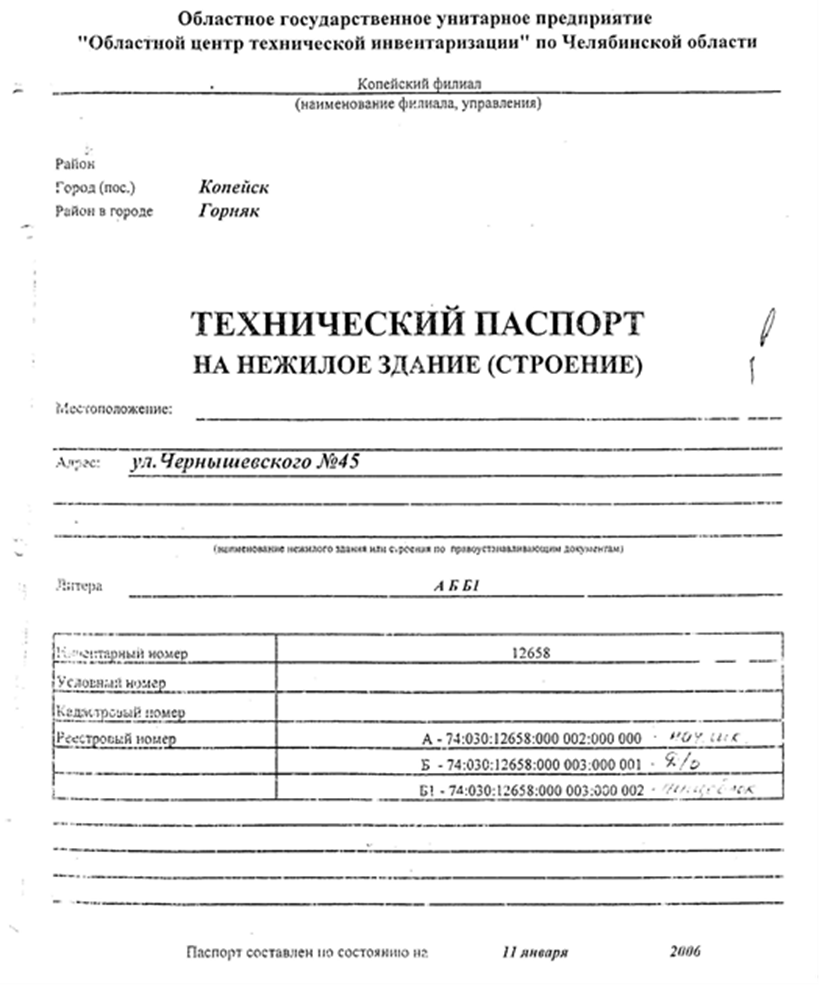 Областное государственное унитарное предприятие
"Областной центр технической инвентаризации" по Челябинской области
Копейский филиал
(наименование филиала, управления)
Район
Город (пос.) Копейск
Район в городе Горняк
ТЕХНИЧЕСКИЙ ПАСПОРТ
НА НЕЖИЛОЕ ЗДАНИЕ (СТРОЕНИЕ)
Местоположение:
Адрес: ул.Чернышевского №45
(наименование нежилого здания или строения по правоустанавливающим документам)
Литера А Б Б1
Инвентарный номер 12658
Условный номер
Кадастровый номер
Реестровый номер А - 74:030:12658:000 002:000 000
Б - 74:030:12658:000 003:000 001
Б1 - 74:030:12658:000 003:000 002 - пищеблок
Паспорт составлен по состоянию на 11 января 2006